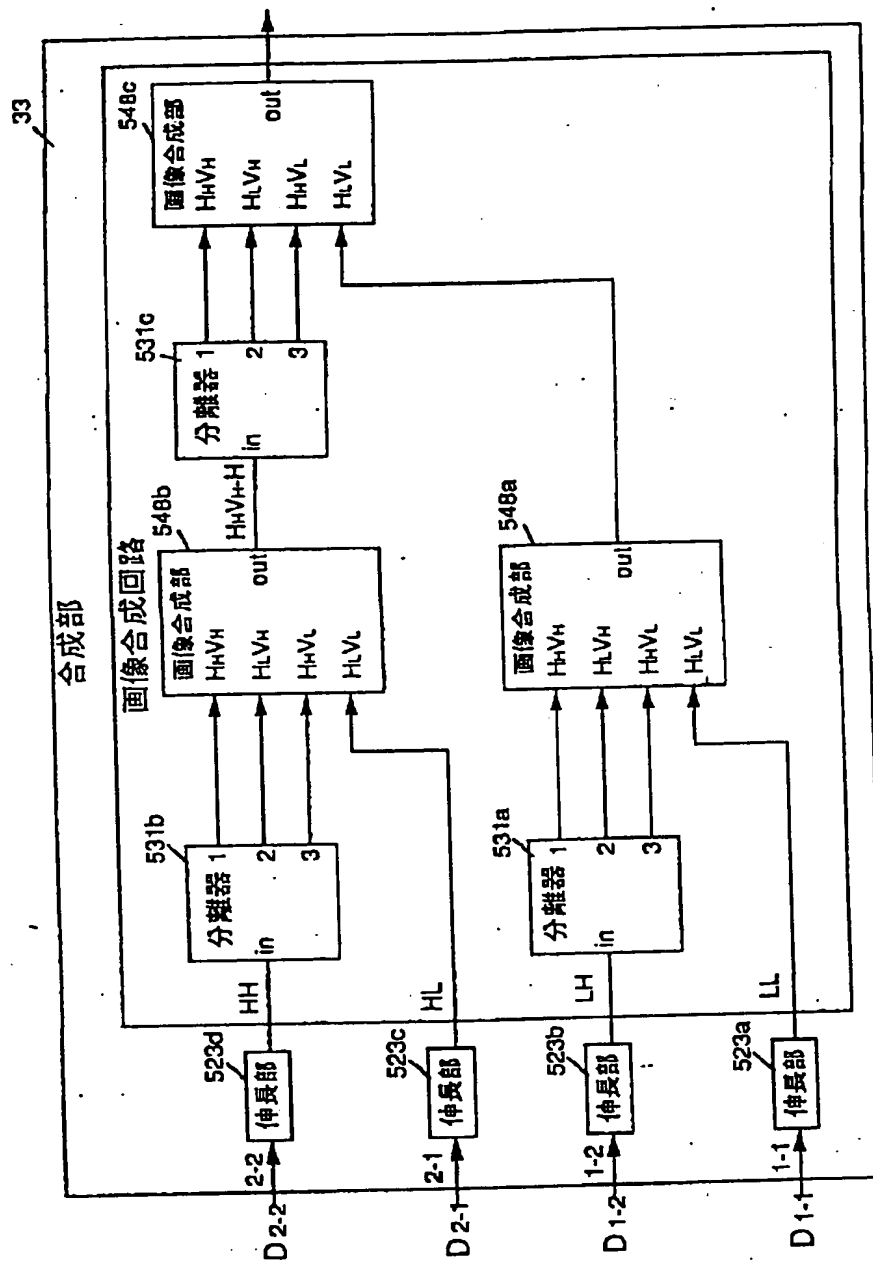 33
合成部
画像合成回路
548c
画像合成部
HHVH
HLVH
HHVL
HLVL
out
531c
分離器
in
1
2
3
HHVH-H
548b
画像合成部
HHVH
HLVH
HHVL
HLVL
out
548a
画像合成部
HHVH
HLVH
HHVL
HLVL
out
531b
分離器
in
1
2
3
531a
分離器
in
1
2
3
HH
HL
LH
LL
523d
伸長部
523c
伸長部
523b
伸長部
523a
伸長部
2-2
2-1
1-2
1-1
D2-2
D2-1
D1-2
D1-1